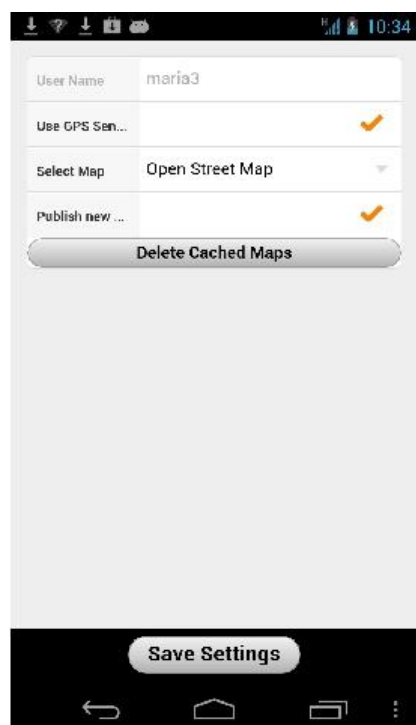 H 10:34
User Name maria3
Use GPS Sen...
Select Map Open Street Map
Publish new ...
Delete Cached Maps
Save Settings